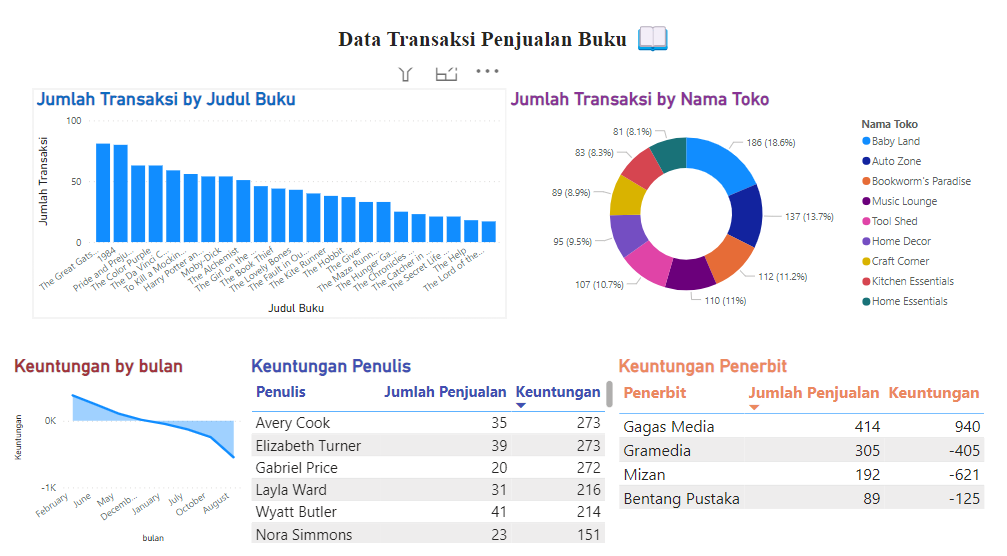 Data Transaksi Penjualan Buku
Jumlah Transaksi by Judul Buku
Jumlah Transaksi
100
50
0
The Great Gats...
1984
Pride and Preju...
The Color Purple
The Da Vinci C...
To Kill a Mockin...
Harry Potter an...
Moby-Dick
The Alchemist
The Girl on the ...
The Book Thief
The Lovely Bones
The Fault in Ou...
The Kite Runner
The Hobbit
The Giver
The Maze Runn...
The Hunger Ga...
The Chronicles ...
The Catcher in ...
The Secret Life ...
The Help
The Lord of the...
Judul Buku
Jumlah Transaksi by Nama Toko
186 (18.6%)
137 (13.7%)
112 (11.2%)
110 (11%)
107 (10.7%)
95 (9.5%)
89 (8.9%)
83 (8.3%)
81 (8.1%)
Nama Toko
Baby Land
Auto Zone
Bookworm's Paradise
Music Lounge
Tool Shed
Home Decor
Craft Corner
Kitchen Essentials
Home Essentials
Keuntungan by bulan
Keuntungan
0K
-1K
February
June
May
Decemb...
January
July
October
August
bulan
Keuntungan Penulis
Penulis Jumlah Penjualan Keuntungan
Avery Cook 35 273
Elizabeth Turner 39 273
Gabriel Price 20 272
Layla Ward 31 216
Wyatt Butler 41 214
Nora Simmons 23 151
Keuntungan Penerbit
Penerbit Jumlah Penjualan Keuntungan
Gagas Media 414 940
Gramedia 305 -405
Mizan 192 -621
Bentang Pustaka 89 -125